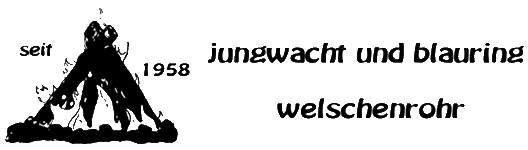 seit
1958
jungwacht und blauring
welschenrohr